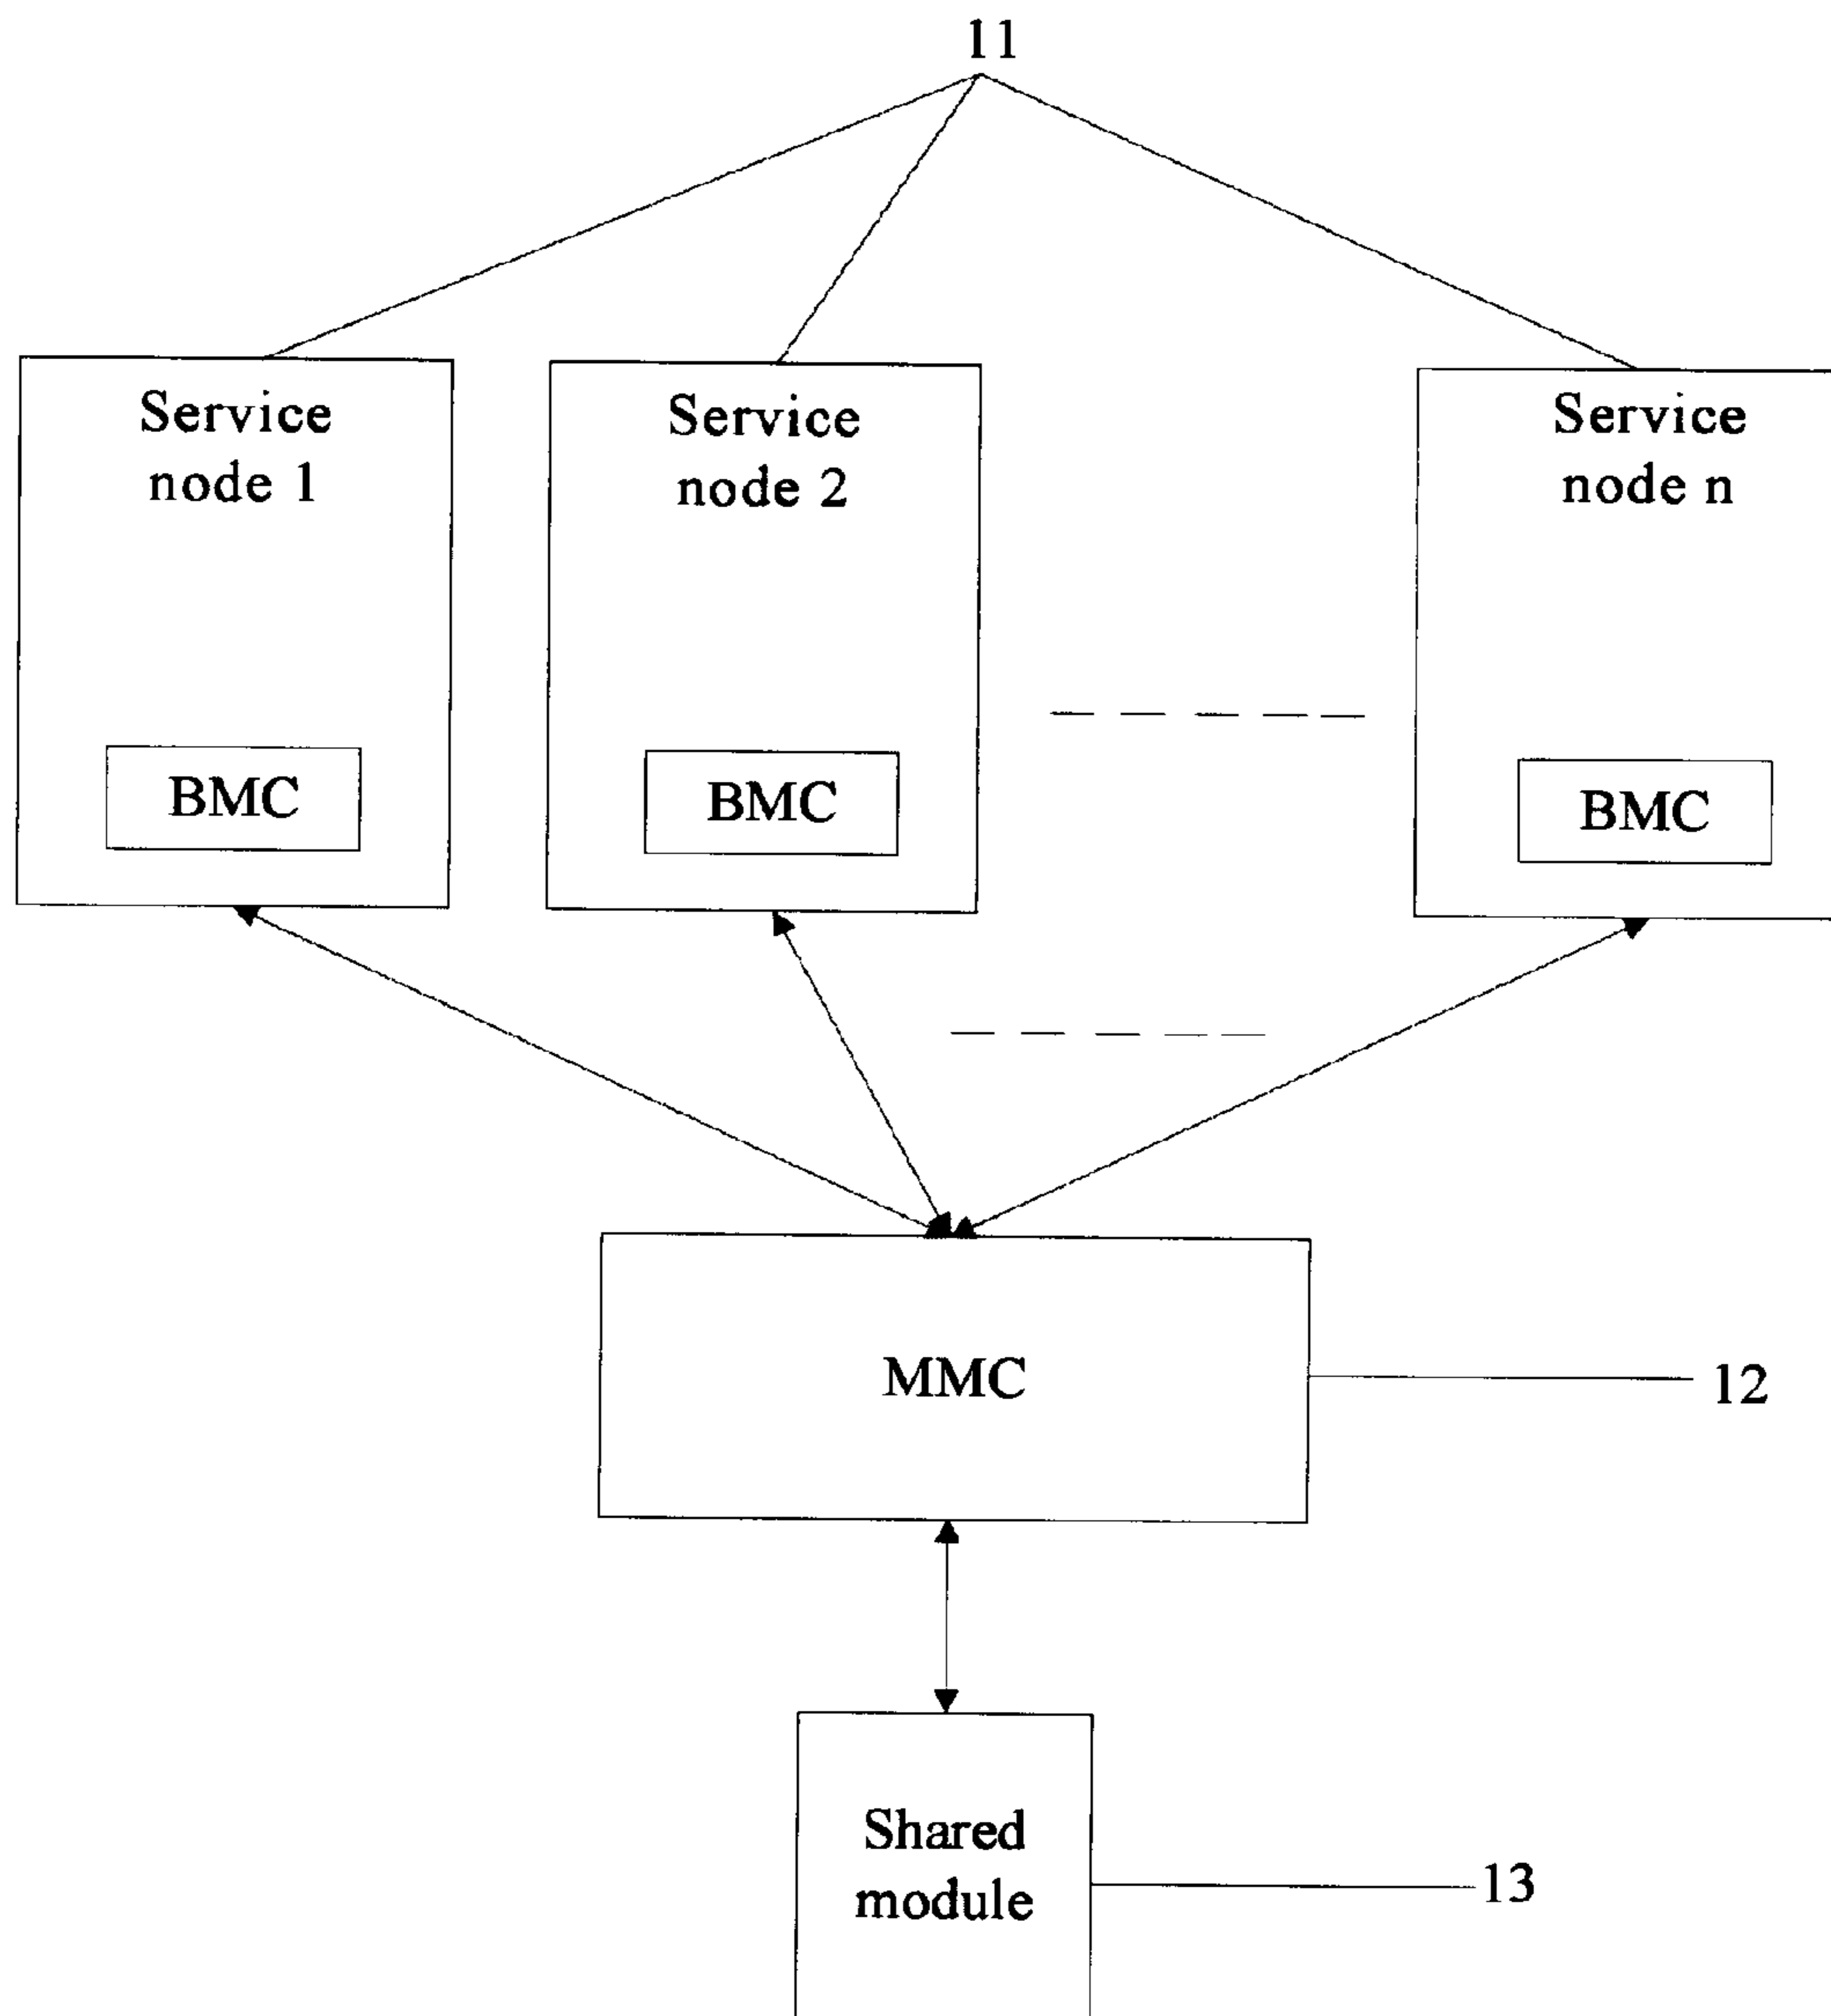 11
Service
node 1
Service
node 2
Service
node n
BMC
BMC
BMC
MMC
12
Shared
module
13